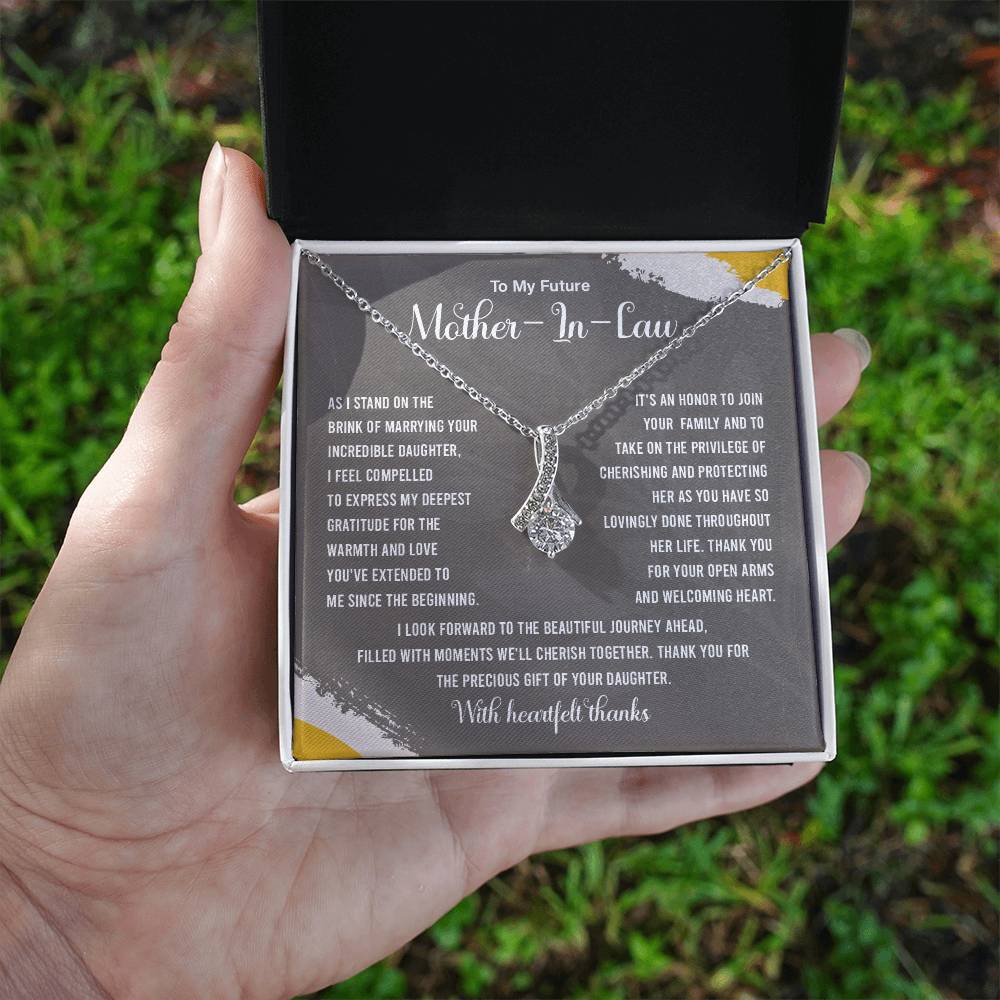 To My Future
Mother-In-Law
AS I STAND ON THE
BRINK OF MARRYING YOUR
INCREDIBLE DAUGHTER,
I FEEL COMPELLED
TO EXPRESS MY DEEPEST
GRATITUDE FOR THE
WARMTH AND LOVE
YOU'VE EXTENDED TO
ME SINCE THE BEGINNING.
IT'S AN HONOR TO JOIN
YOUR FAMILY AND TO
TAKE ON THE PRIVILEGE OF
CHERISHING AND PROTECTING
HER AS YOU HAVE SO
LOVINGLY DONE THROUGHOUT
HER LIFE. THANK YOU
FOR YOUR OPEN ARMS
AND WELCOMING HEART.
I LOOK FORWARD TO THE BEAUTIFUL JOURNEY AHEAD,
FILLED WITH MOMENTS WE'LL CHERISH TOGETHER. THANK YOU FOR
THE PRECIOUS GIFT OF YOUR DAUGHTER.
With heartfelt thanks